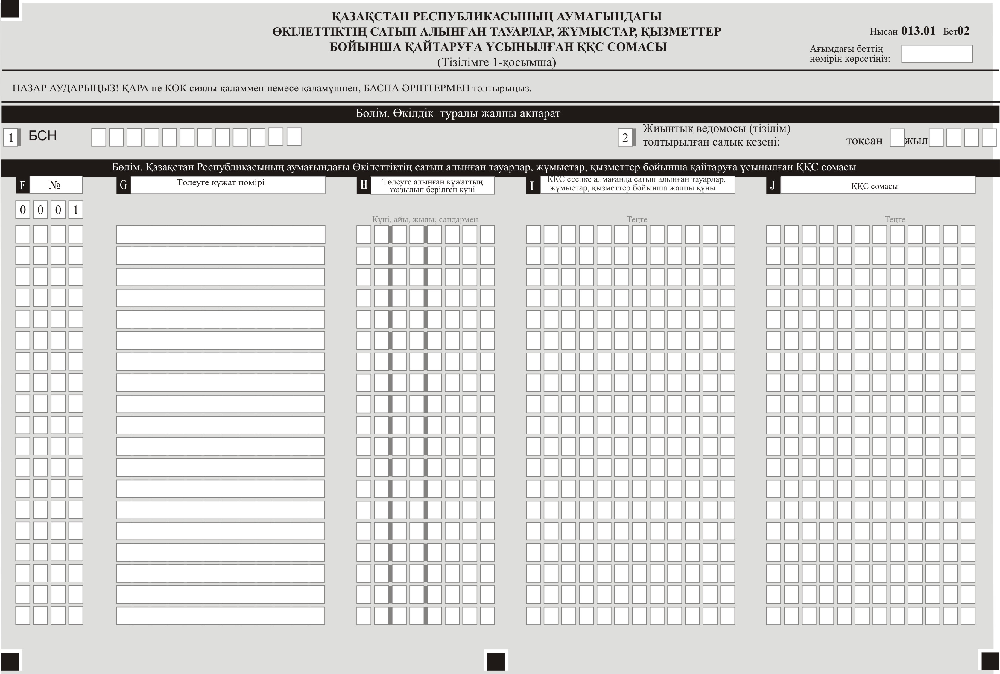 ҚАЗАҚСТАН РЕСПУБЛИКАСЫНЫҢ АУМАҒЫНДАҒЫ
ӨКІЛЕТТІКТІҢ САТЫП АЛЫНҒАН ТАУАРЛАР, ЖҰМЫСТАР, ҚЫЗМЕТТЕР
БОЙЫНША ҚАЙТАРУҒА ҰСЫНЫЛҒАН ҚҚС СОМАСЫ
(Тізілімге 1-қосымша)
Нысан 013.01 Бет02
Ағымдағы беттің
нөмірін көрсетіңіз:
НАЗАР АУДАРЫҢЫЗ! ҚАРА не КӨК сиялы қаламмен немесе қаламұшпен, БАСПА ӘРІПТЕРМЕН толтырыңыз.
Бөлім. Өкілдік туралы жалпы ақпарат
1 БСН
2 Жиынтық ведомосы (тізілім)
толтырылған салық кезеңі:
тоқсан жыл
Бөлім. Қазақстан Республикасының аумағындағы Өкілеттіктің сатып алынған тауарлар, жұмыстар, қызметтер бойынша қайтаруға ұсынылған ҚҚС сомасы
F №
G Төлеуге құжат нөмірі
H Төлеуге алынған құжаттың
жазылып берілген күні
I ҚҚС есепке алмағанда сатып алынған тауарлар,
жұмыстар, қызметтер бойынша жалпы құны
J ҚҚС сомасы
0 0 0 1
Күні, айы, жылы, сандармен
Теңге
Теңге